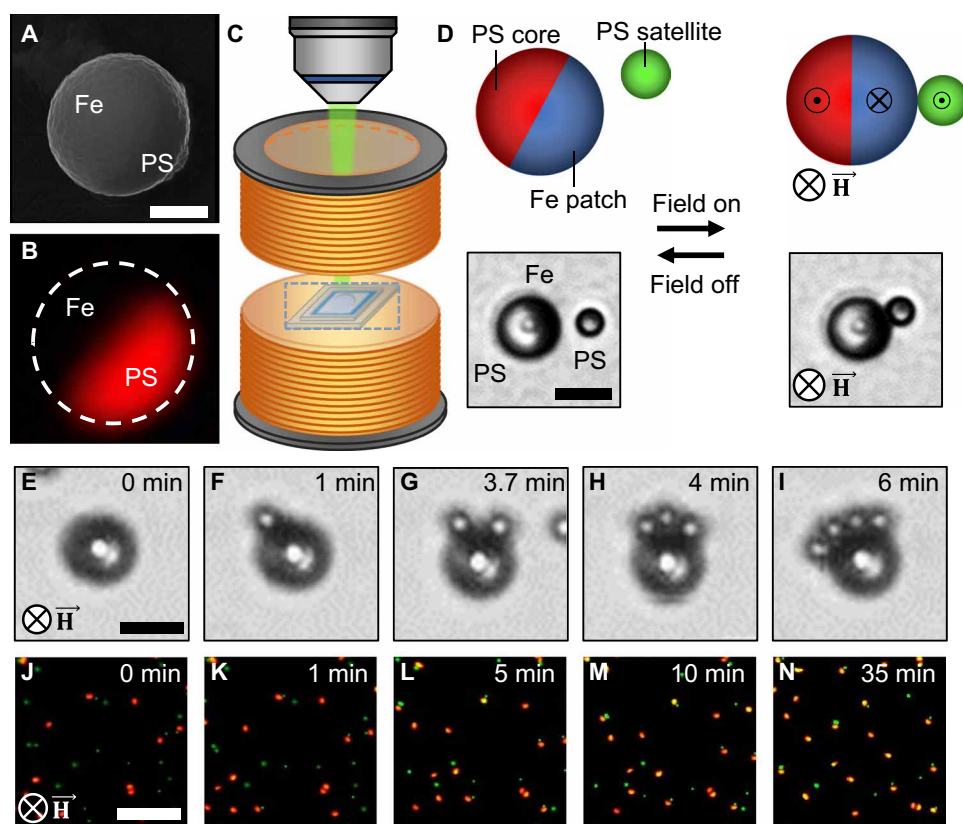 A
Fe
PS
B
Fe
PS
C
D
PS core
PS satellite
Fe patch
Field on
Field off
⊙
⊗
⊙
⊗ H
Fe
PS
PS
⊗ H
E
0 min
⊗ H
F
1 min
G
3.7 min
H
4 min
I
6 min
J
0 min
⊗ H
K
1 min
L
5 min
M
10 min
N
35 min